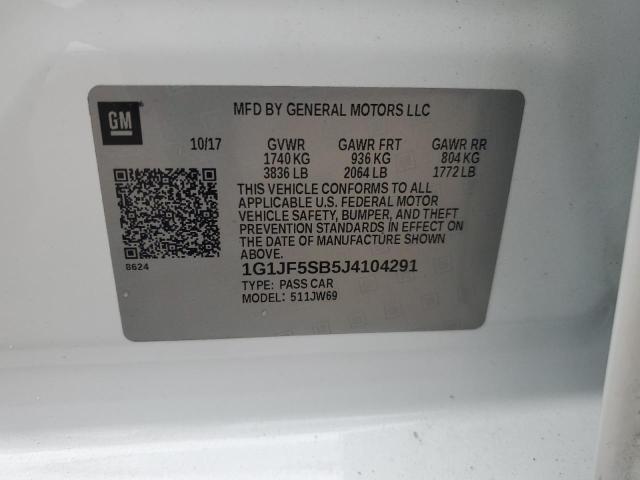 GM
MFD BY GENERAL MOTORS LLC
10/17 GVWR GAWR FRT GAWR RR
1740 KG 936 KG 804 KG
3836 LB 2064 LB 1772 LB
THIS VEHICLE CONFORMS TO ALL
APPLICABLE U.S. FEDERAL MOTOR
VEHICLE SAFETY, BUMPER, AND THEFT
PREVENTION STANDARDS IN EFFECT ON
THE DATE OF MANUFACTURE SHOWN
ABOVE.
8624
1G1JF5SB5J4104291
TYPE: PASS CAR
MODEL: 511JW69